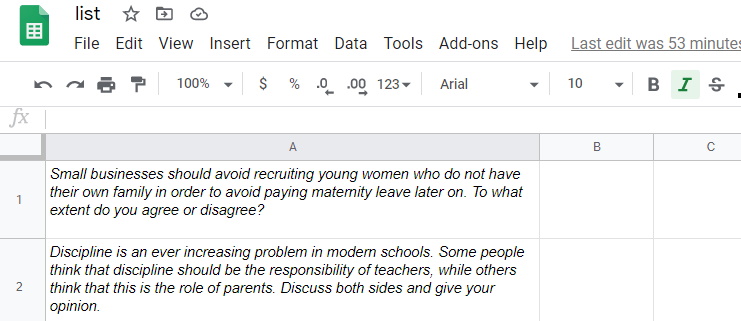 list
File Edit View Insert Format Data Tools Add-ons Help Last edit was 53 minutes
100% $ % .0 .00 123 Arial 10 B I S
fx
A B C
1
Small businesses should avoid recruiting young women who do not have
their own family in order to avoid paying maternity leave later on. To what
extent do you agree or disagree?
2
Discipline is an ever increasing problem in modern schools. Some people
think that discipline should be the responsibility of teachers, while others
think that this is the role of parents. Discuss both sides and give your
opinion.